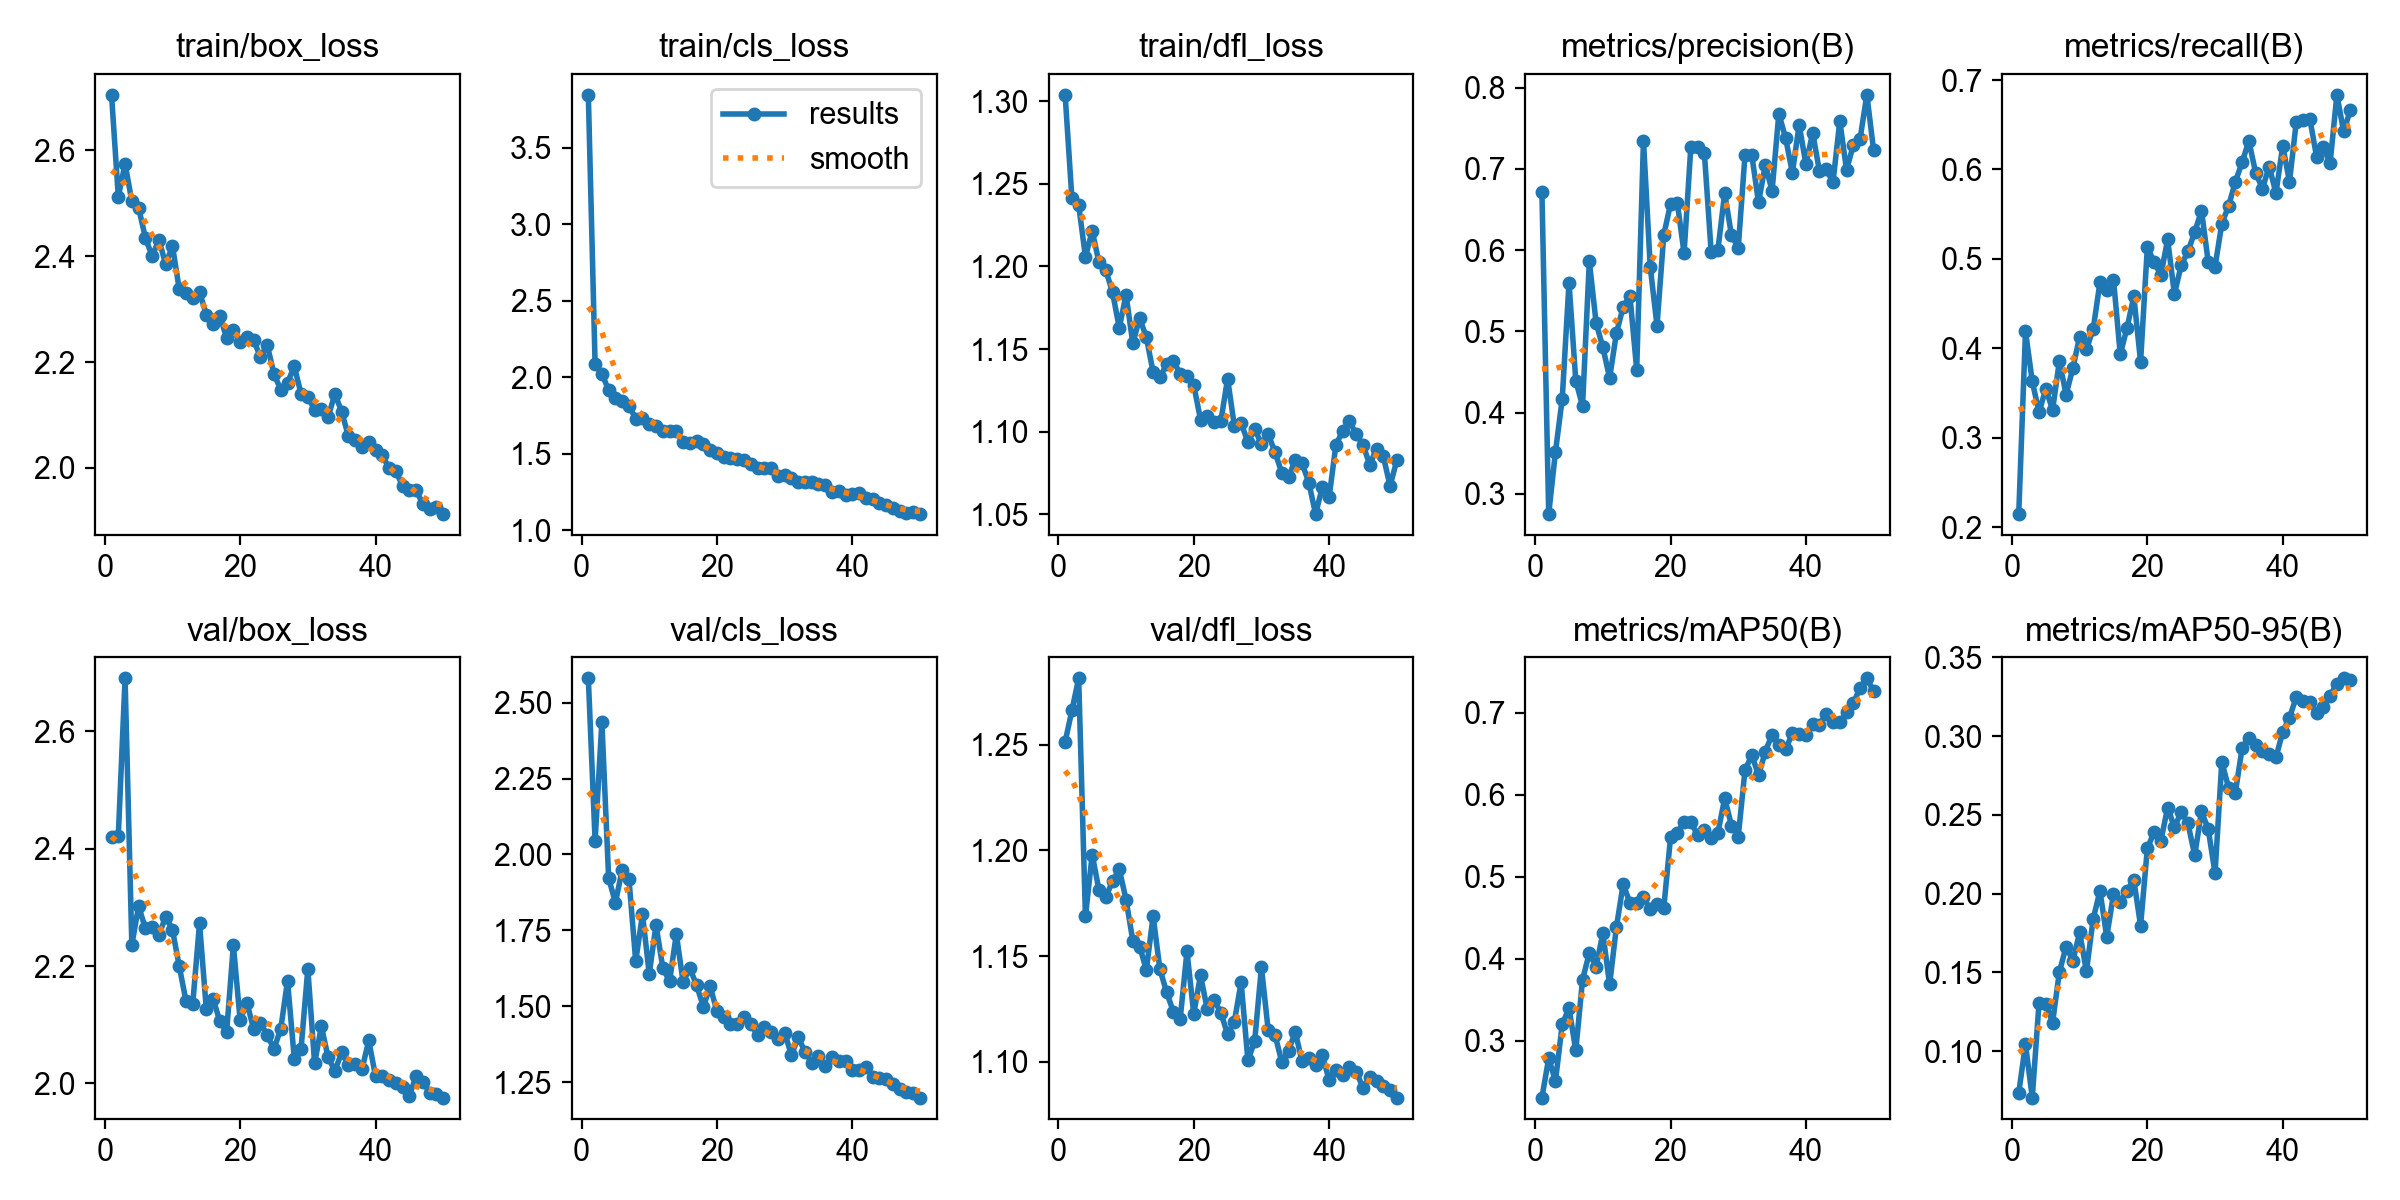 train/box_loss
2.6
2.4
2.2
2.0
0 20 40
train/cls_loss
results
smooth
3.5
3.0
2.5
2.0
1.5
1.0
0 20 40
train/dfl_loss
1.30
1.25
1.20
1.15
1.10
1.05
0 20 40
metrics/precision(B)
0.8
0.7
0.6
0.5
0.4
0.3
0 20 40
metrics/recall(B)
0.7
0.6
0.5
0.4
0.3
0.2
0 20 40
val/box_loss
2.6
2.4
2.2
2.0
0 20 40
val/cls_loss
2.50
2.25
2.00
1.75
1.50
1.25
0 20 40
val/dfl_loss
1.25
1.20
1.15
1.10
0 20 40
metrics/mAP50(B)
0.7
0.6
0.5
0.4
0.3
0 20 40
metrics/mAP50-95(B)
0.35
0.30
0.25
0.20
0.15
0.10
0 20 40